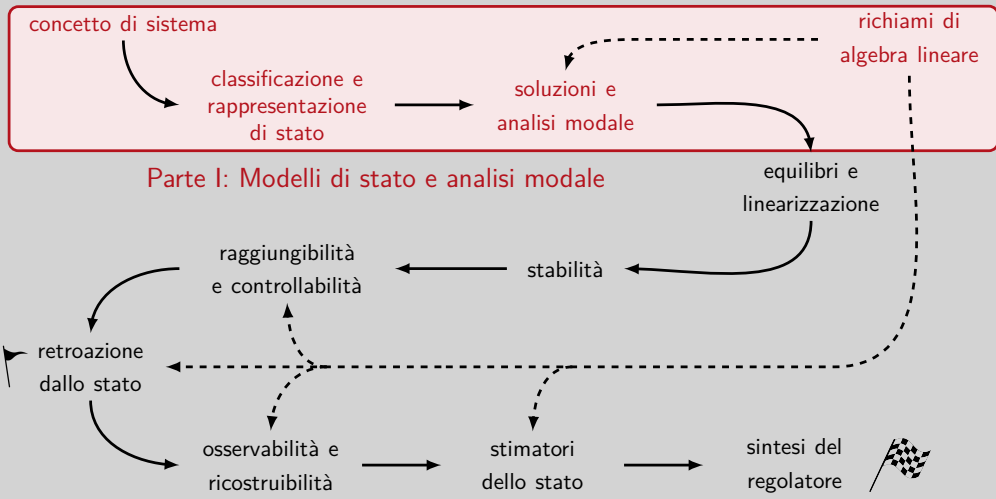 concetto di sistema
richiami di
algebra lineare
classificazione e
rappresentazione
di stato
soluzioni e
analisi modale
Parte I: Modelli di stato e analisi modale
equilibri e
linearizzazione
raggiungibilità
e controllabilità
stabilità
retroazione
dallo stato
osservabilità e
ricostruibilità
stimatori
dello stato
sintesi del
regolatore